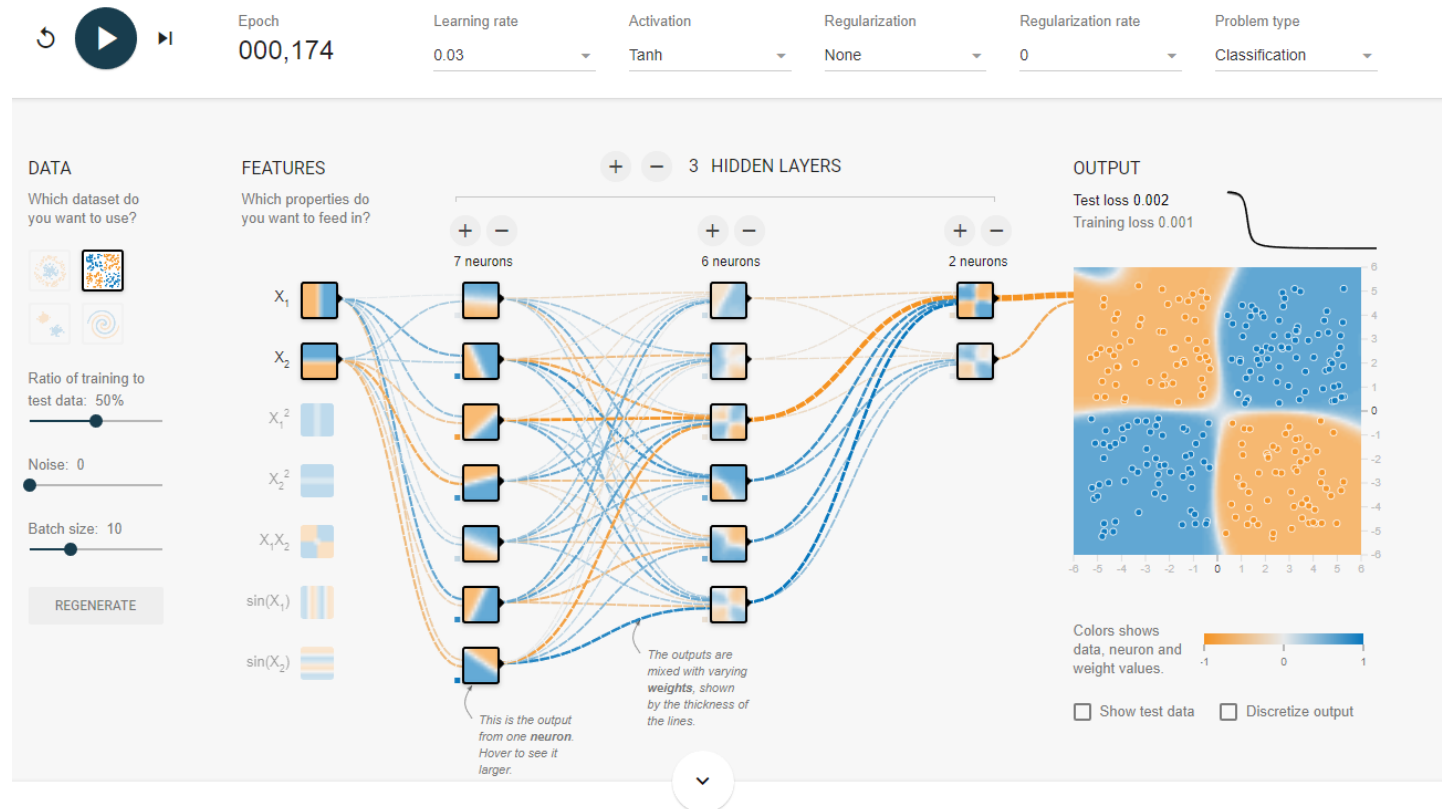 Epoch
000,174
Learning rate
0.03
Activation
Tanh
Regularization
None
Regularization rate
0
Problem type
Classification
DATA
Which dataset do
you want to use?
Ratio of training to
test data: 50%
Noise: 0
Batch size: 10
REGENERATE
FEATURES
Which properties do
you want to feed in?
X1
X2
X1²
X2²
X1X2
sin(X1)
sin(X2)
+ − 3 HIDDEN LAYERS
+ −
7 neurons
+ −
6 neurons
+ −
2 neurons
This is the output
from one neuron.
Hover to see it
larger.
The outputs are
mixed with varying
weights, shown
by the thickness of
the lines.
OUTPUT
Test loss 0.002
Training loss 0.001
6
5
4
3
2
1
0
-1
-2
-3
-4
-5
-6
-6 -5 -4 -3 -2 -1 0 1 2 3 4 5 6
Colors shows
data, neuron and
weight values.
-1 0 1
Show test data
Discretize output